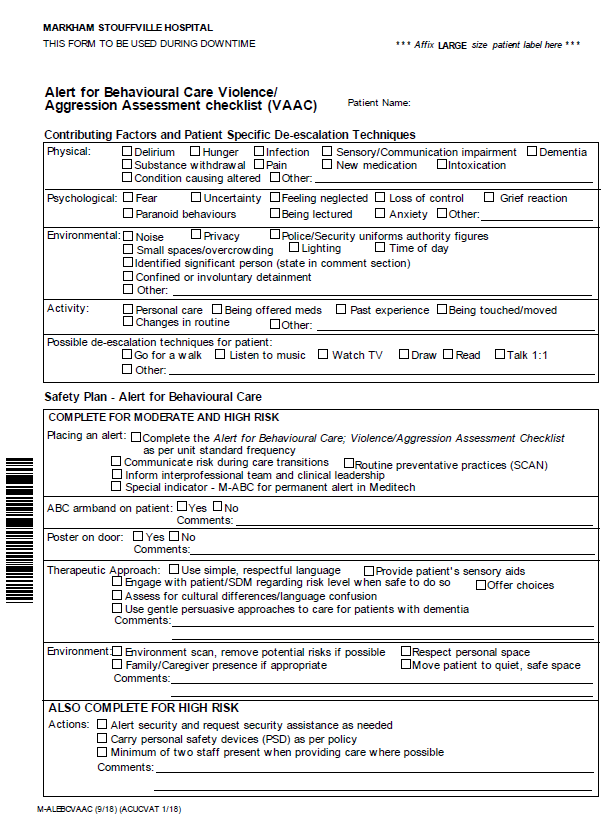 MARKHAM STOUFFVILLE HOSPITAL
THIS FORM TO BE USED DURING DOWNTIME
*** Affix LARGE size patient label here ***
Alert for Behavioural Care Violence/
Aggression Assessment checklist (VAAC)
Patient Name:
Contributing Factors and Patient Specific De-escalation Techniques
Physical: Delirium Hunger Infection Sensory/Communication impairment Dementia
Substance withdrawal Pain New medication Intoxication
Condition causing altered Other:
Psychological: Fear Uncertainty Feeling neglected Loss of control Grief reaction
Paranoid behaviours Being lectured Anxiety Other:
Environmental: Noise Privacy Police/Security uniforms authority figures
Small spaces/overcrowding Lighting Time of day
Identified significant person (state in comment section)
Confined or involuntary detainment
Other:
Activity: Personal care Being offered meds Past experience Being touched/moved
Changes in routine Other:
Possible de-escalation techniques for patient:
Go for a walk Listen to music Watch TV Draw Read Talk 1:1
Other:
Safety Plan - Alert for Behavioural Care
COMPLETE FOR MODERATE AND HIGH RISK
Placing an alert: Complete the Alert for Behavioural Care; Violence/Aggression Assessment Checklist
as per unit standard frequency
Communicate risk during care transitions Routine preventative practices (SCAN)
Inform interprofessional team and clinical leadership
Special indicator - M-ABC for permanent alert in Meditech
ABC armband on patient: Yes No
Comments:
Poster on door: Yes No
Comments:
Therapeutic Approach: Use simple, respectful language Provide patient's sensory aids
Engage with patient/SDM regarding risk level when safe to do so Offer choices
Assess for cultural differences/language confusion
Use gentle persuasive approaches to care for patients with dementia
Comments:
Environment: Environment scan, remove potential risks if possible Respect personal space
Family/Caregiver presence if appropriate Move patient to quiet, safe space
Comments:
ALSO COMPLETE FOR HIGH RISK
Actions: Alert security and request security assistance as needed
Carry personal safety devices (PSD) as per policy
Minimum of two staff present when providing care where possible
Comments:
M-ALEBCVAAC (9/16) (ACUCVAT 1/18)